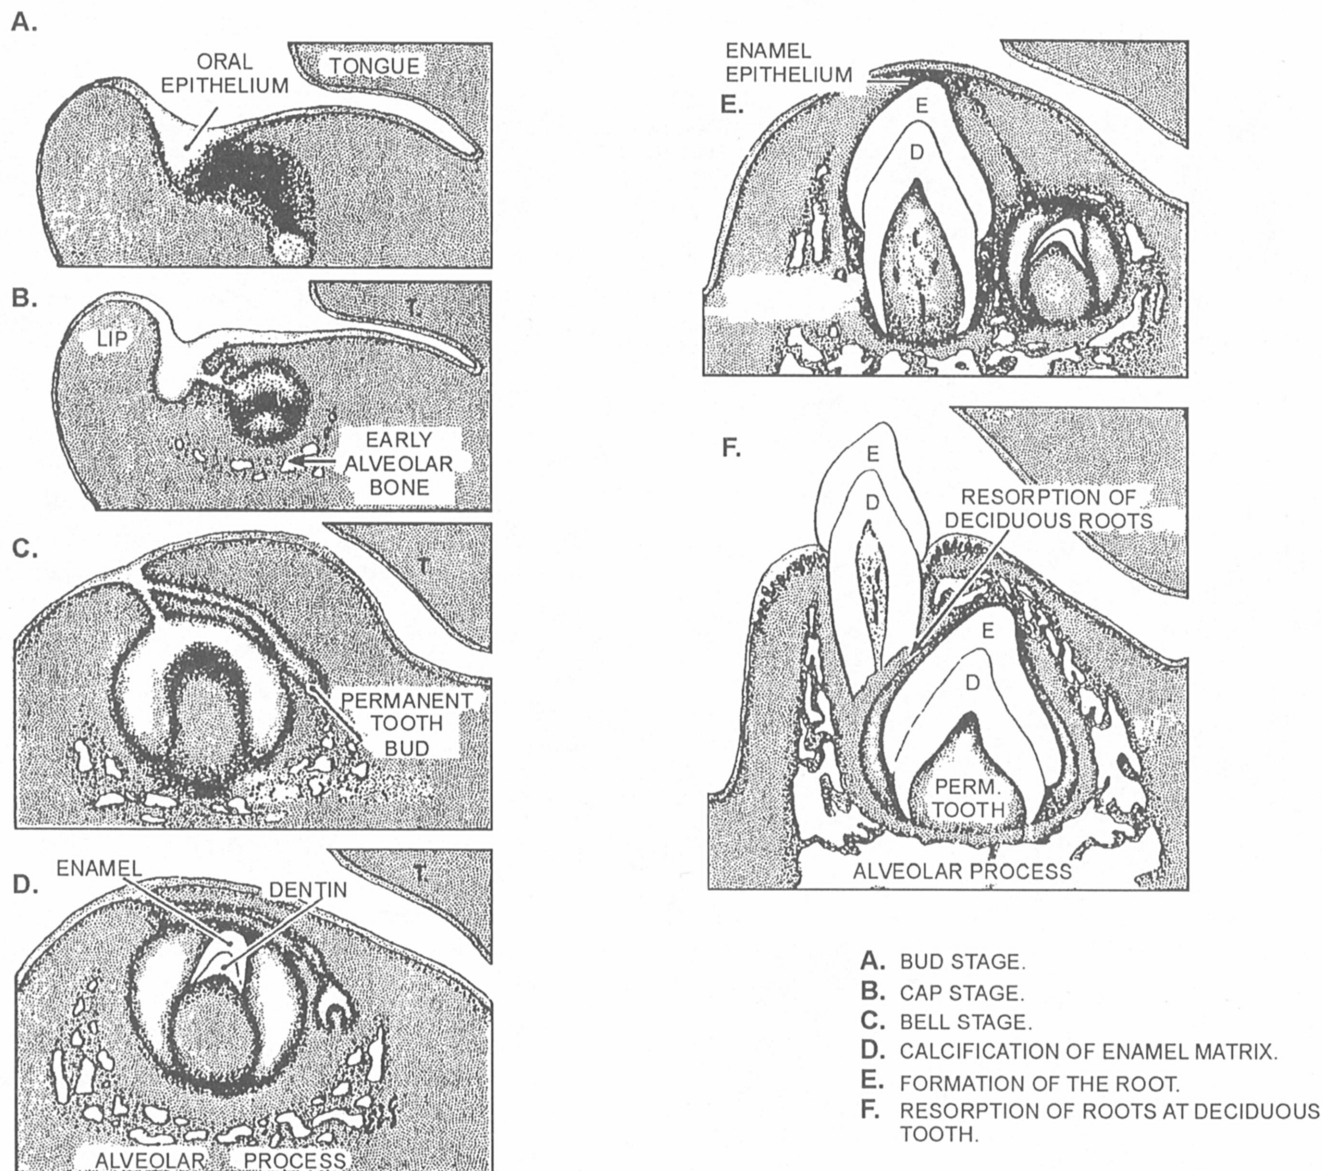 A.
ORAL
EPITHELIUM
TONGUE
B.
LIP
T.
EARLY
ALVEOLAR
BONE
C.
T
PERMANENT
TOOTH
BUD
D.
ENAMEL
DENTIN
T.
ALVEOLAR PROCESS
ENAMEL
EPITHELIUM
E.
E
D
F.
E
D
RESORPTION OF
DECIDUOUS ROOTS
E
D
PERM.
TOOTH
ALVEOLAR PROCESS
A. BUD STAGE.
B. CAP STAGE.
C. BELL STAGE.
D. CALCIFICATION OF ENAMEL MATRIX.
E. FORMATION OF THE ROOT.
F. RESORPTION OF ROOTS AT DECIDUOUS
TOOTH.